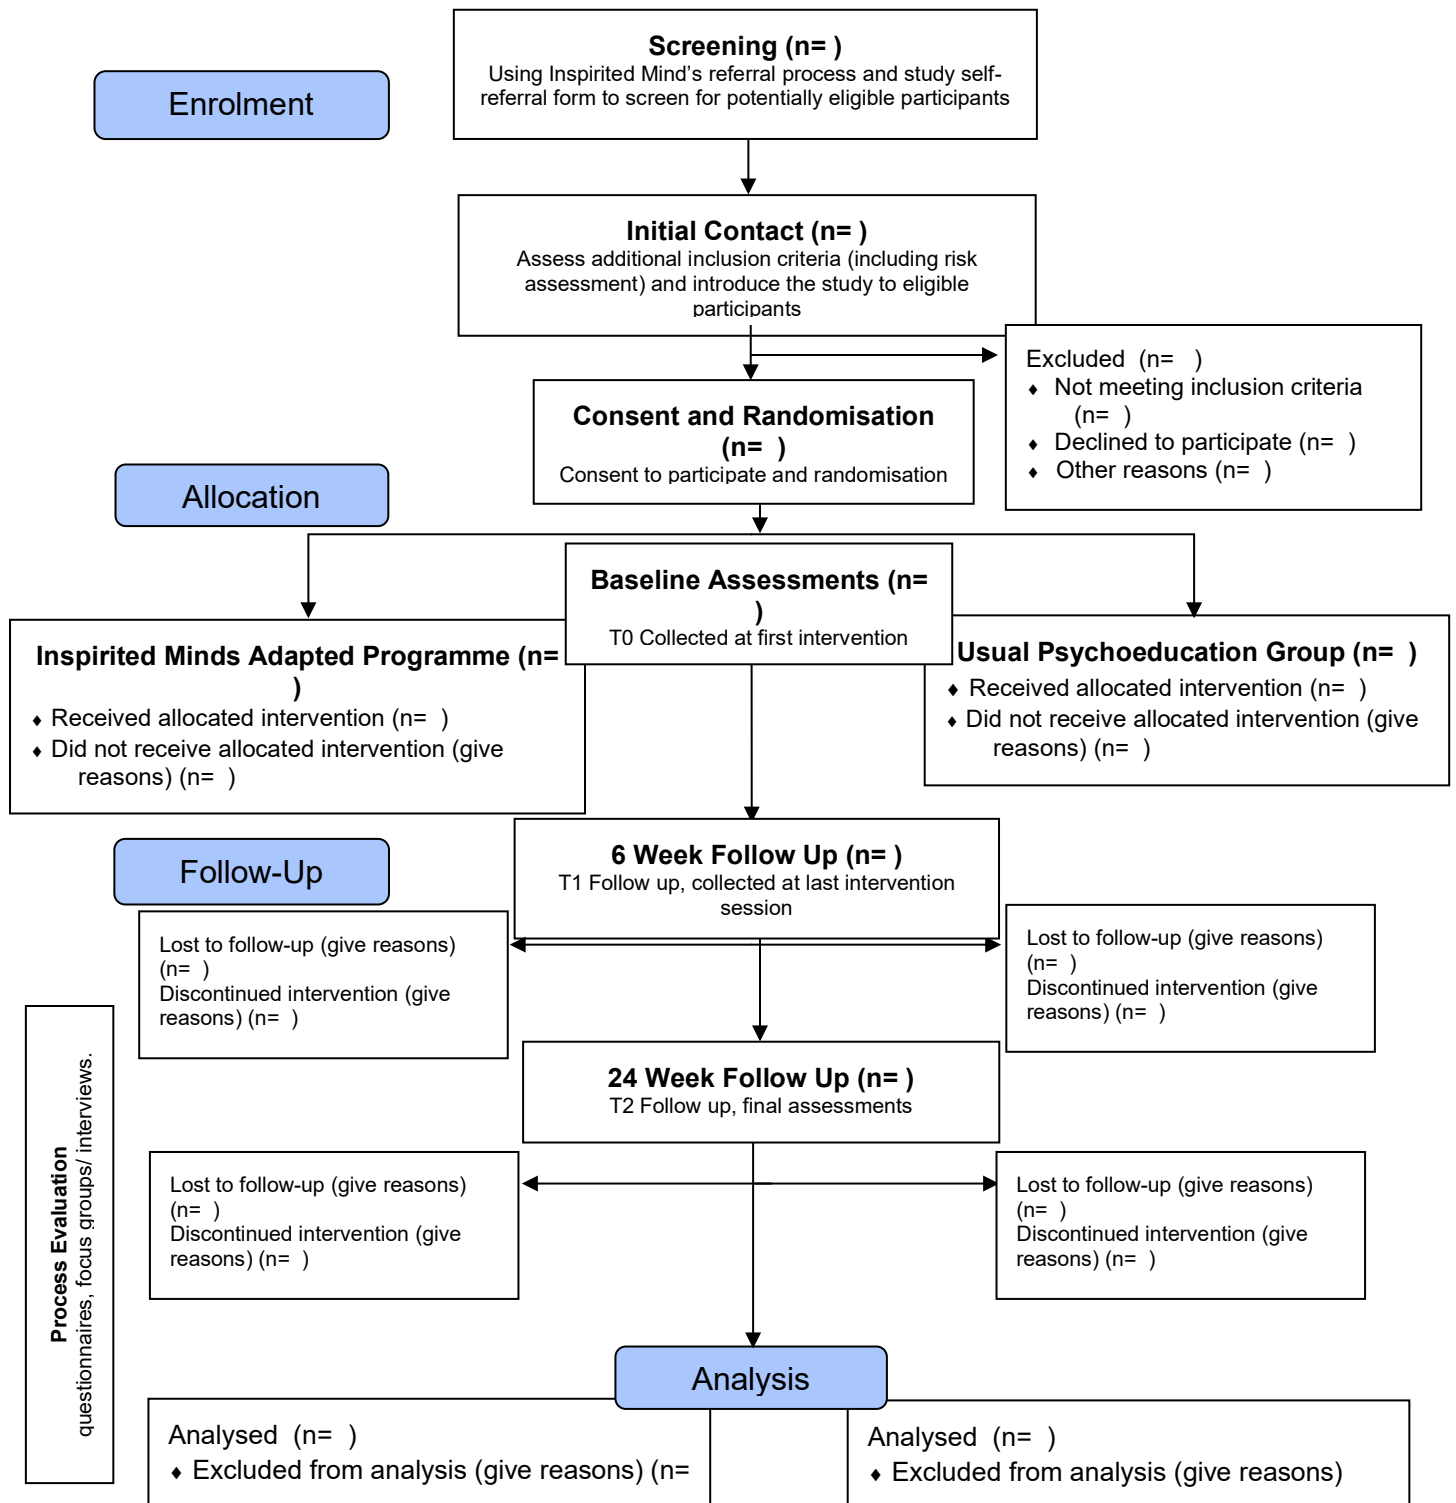 Screening (n= )
Using Inspirited Mind’s referral process and study self-
referral form to screen for potentially eligible participants
Enrolment
Initial Contact (n= )
Assess additional inclusion criteria (including risk
assessment) and introduce the study to eligible
participants
Excluded (n= )
♦ Not meeting inclusion criteria
(n= )
♦ Declined to participate (n= )
♦ Other reasons (n= )
Consent and Randomisation
(n= )
Consent to participate and randomisation
Allocation
Baseline Assessments (n=
)
T0 Collected at first intervention
Inspirited Minds Adapted Programme (n=
)
♦ Received allocated intervention (n= )
♦ Did not receive allocated intervention (give
reasons) (n= )
Usual Psychoeducation Group (n= )
♦ Received allocated intervention (n= )
♦ Did not receive allocated intervention (give
reasons) (n= )
6 Week Follow Up (n= )
T1 Follow up, collected at last intervention
session
Follow-Up
Lost to follow-up (give reasons)
(n= )
Discontinued intervention (give
reasons) (n= )
Lost to follow-up (give reasons)
(n= )
Discontinued intervention (give
reasons) (n= )
24 Week Follow Up (n= )
T2 Follow up, final assessments
Process Evaluation
questionnaires, focus groups/ interviews.
Lost to follow-up (give reasons)
(n= )
Discontinued intervention (give
reasons) (n= )
Lost to follow-up (give reasons)
(n= )
Discontinued intervention (give
reasons) (n= )
Analysis
Analysed (n= )
♦ Excluded from analysis (give reasons) (n=
Analysed (n= )
♦ Excluded from analysis (give reasons)